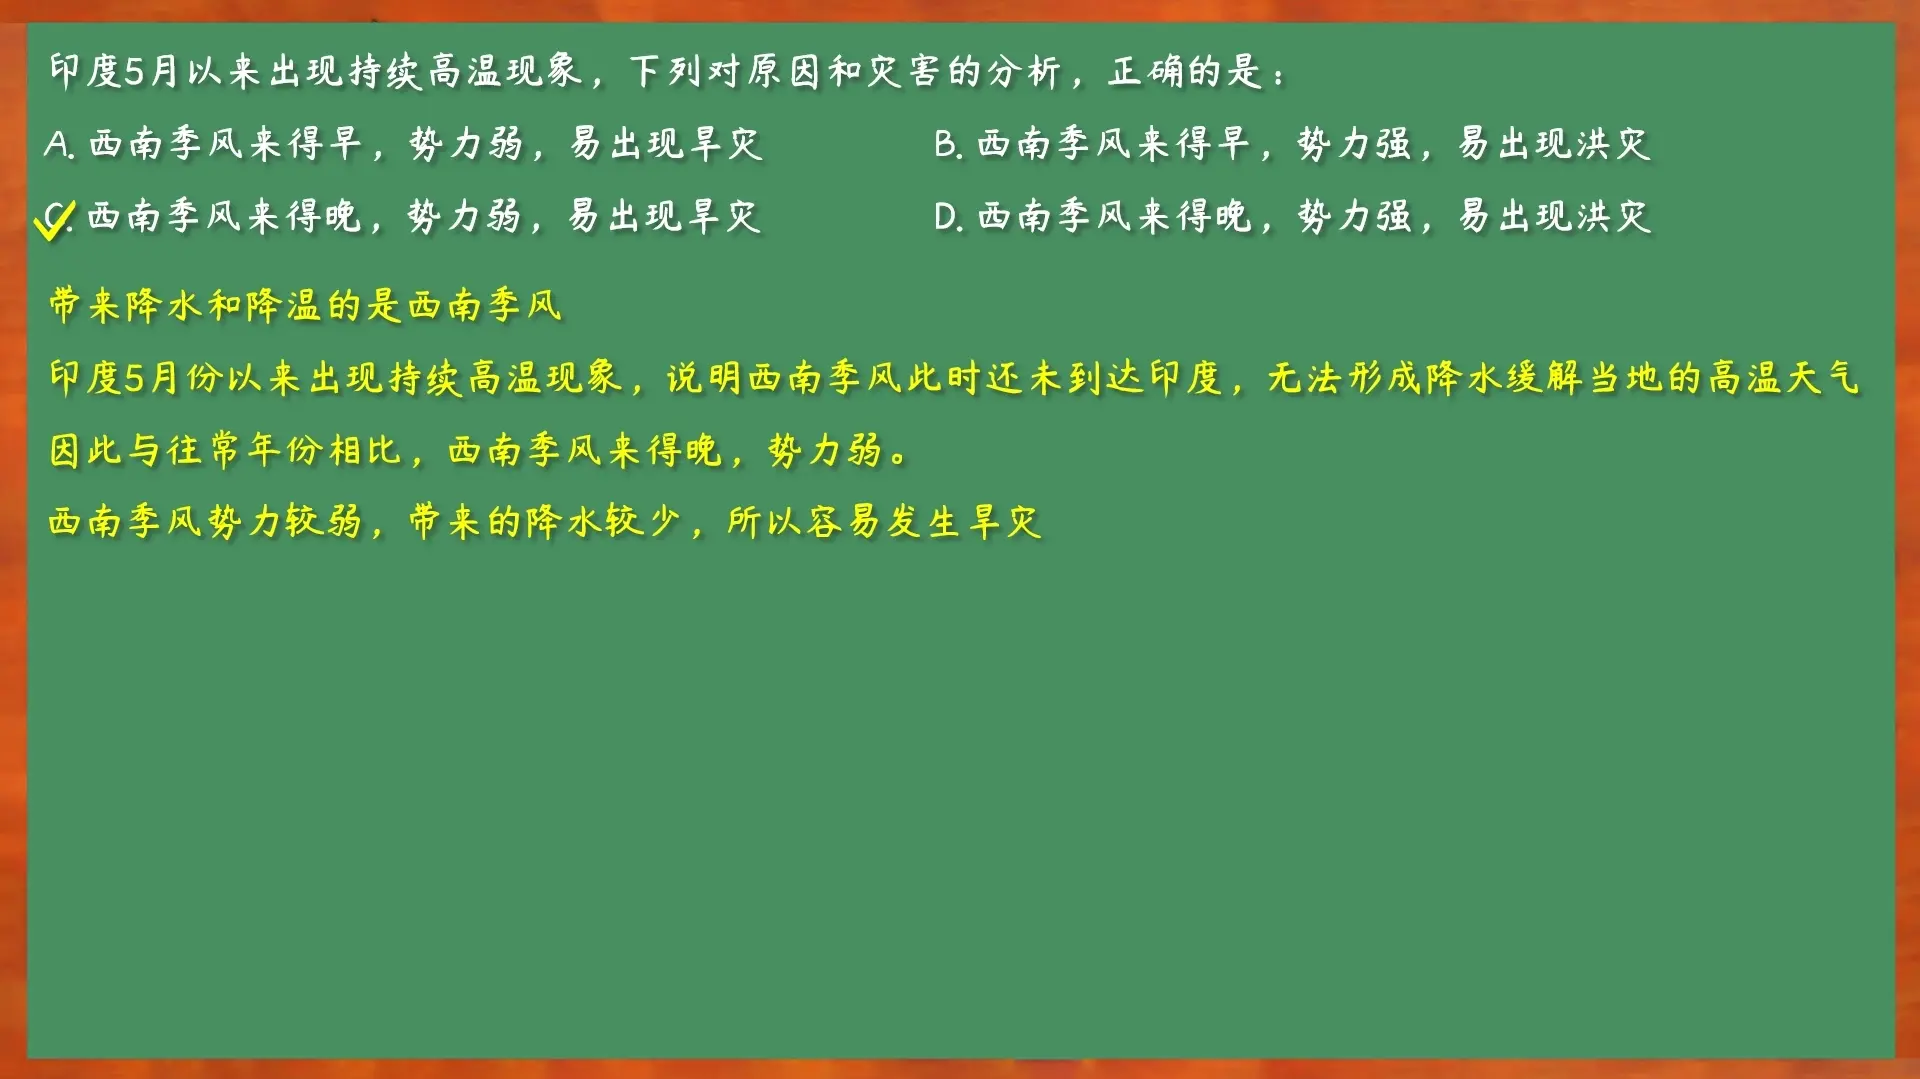 印度5月以来出现持续高温现象，下列对原因和灾害的分析，正确的是：
A. 西南季风来得早，势力弱，易出现旱灾 B. 西南季风来得早，势力强，易出现洪灾
C. 西南季风来得晚，势力弱，易出现旱灾 D. 西南季风来得晚，势力强，易出现洪灾
带来降水和降温的是西南季风
印度5月份以来出现持续高温现象，说明西南季风此时还未到达印度，无法形成降水缓解当地的高温天气
因此与往常年份相比，西南季风来得晚，势力弱。
西南季风势力较弱，带来的降水较少，所以容易发生旱灾